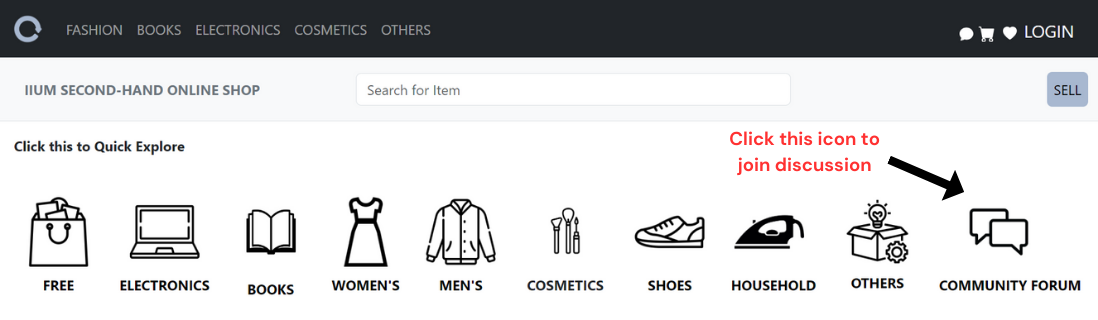 FASHION BOOKS ELECTRONICS COSMETICS OTHERS LOGIN
IIUM SECOND-HAND ONLINE SHOP Search for Item SELL
Click this to Quick Explore
Click this icon to
join discussion
FREE ELECTRONICS BOOKS WOMEN'S MEN'S COSMETICS SHOES HOUSEHOLD OTHERS COMMUNITY FORUM